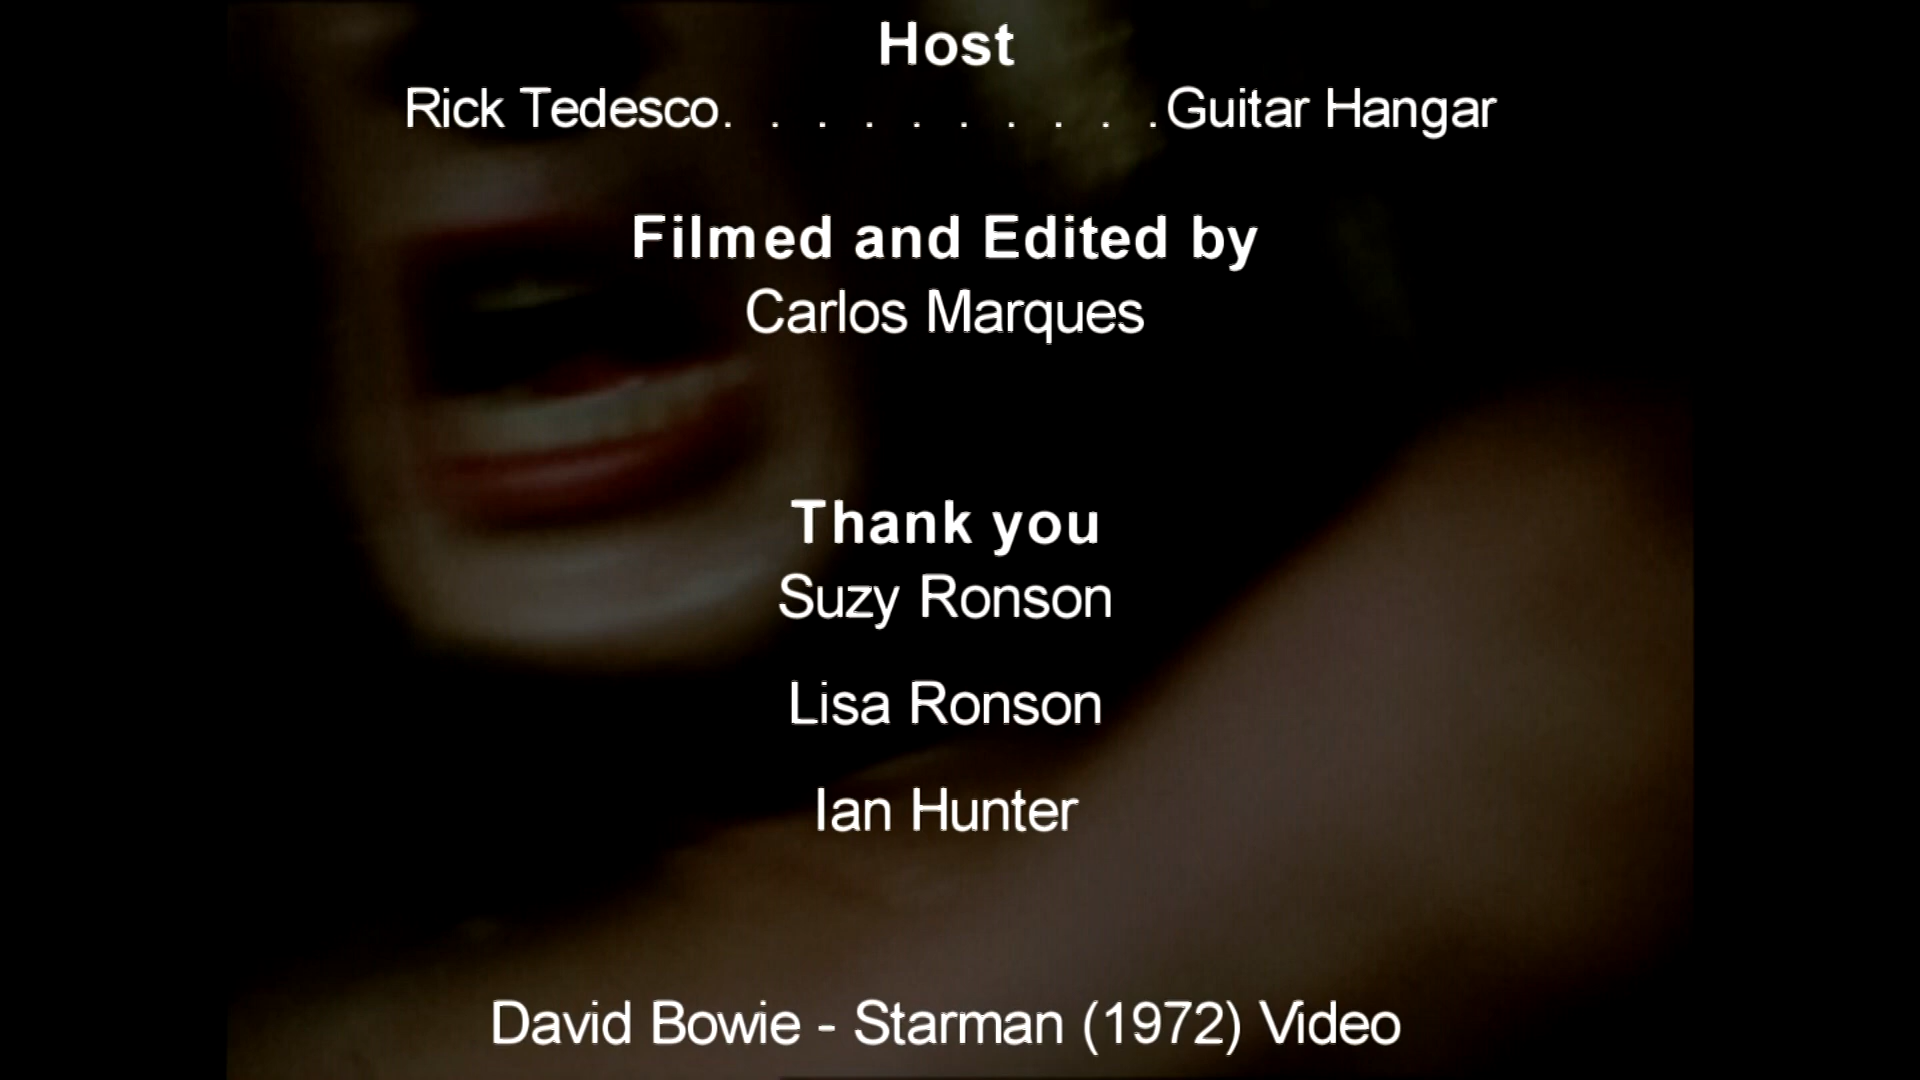 Host
Rick Tedesco. . . . . . . . . .Guitar Hangar
Filmed and Edited by
Carlos Marques
Thank you
Suzy Ronson
Lisa Ronson
Ian Hunter
David Bowie - Starman (1972) Video